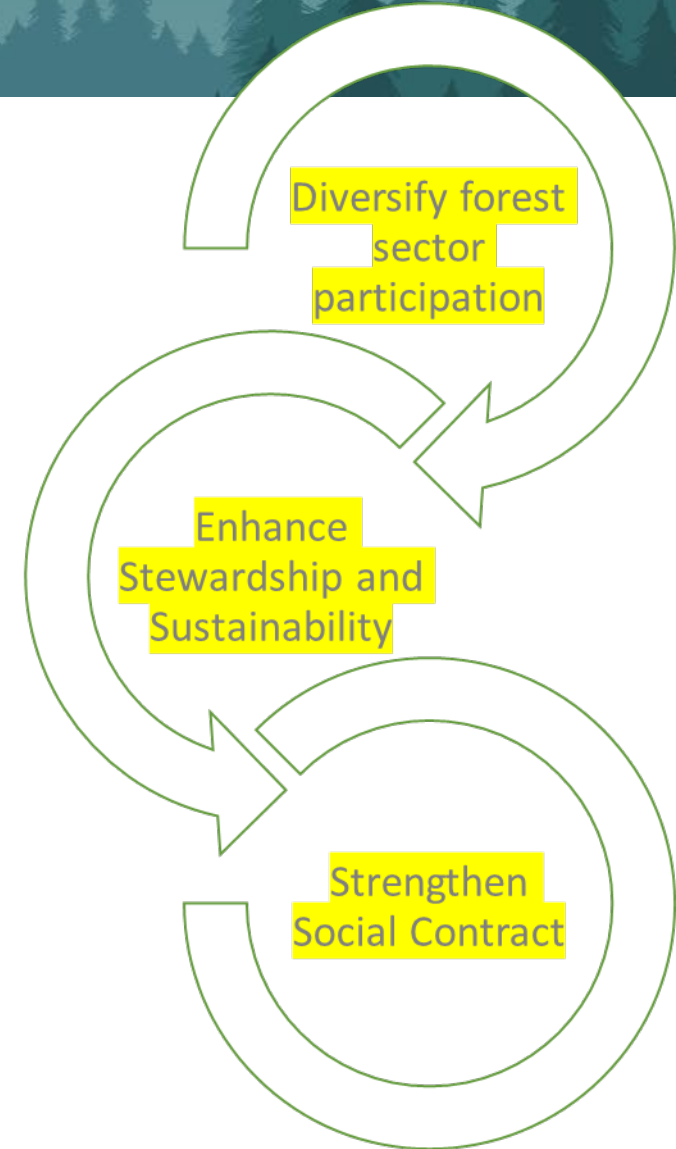 Diversify forest
sector
participation
Enhance
Stewardship and
Sustainability
Strengthen
Social Contract